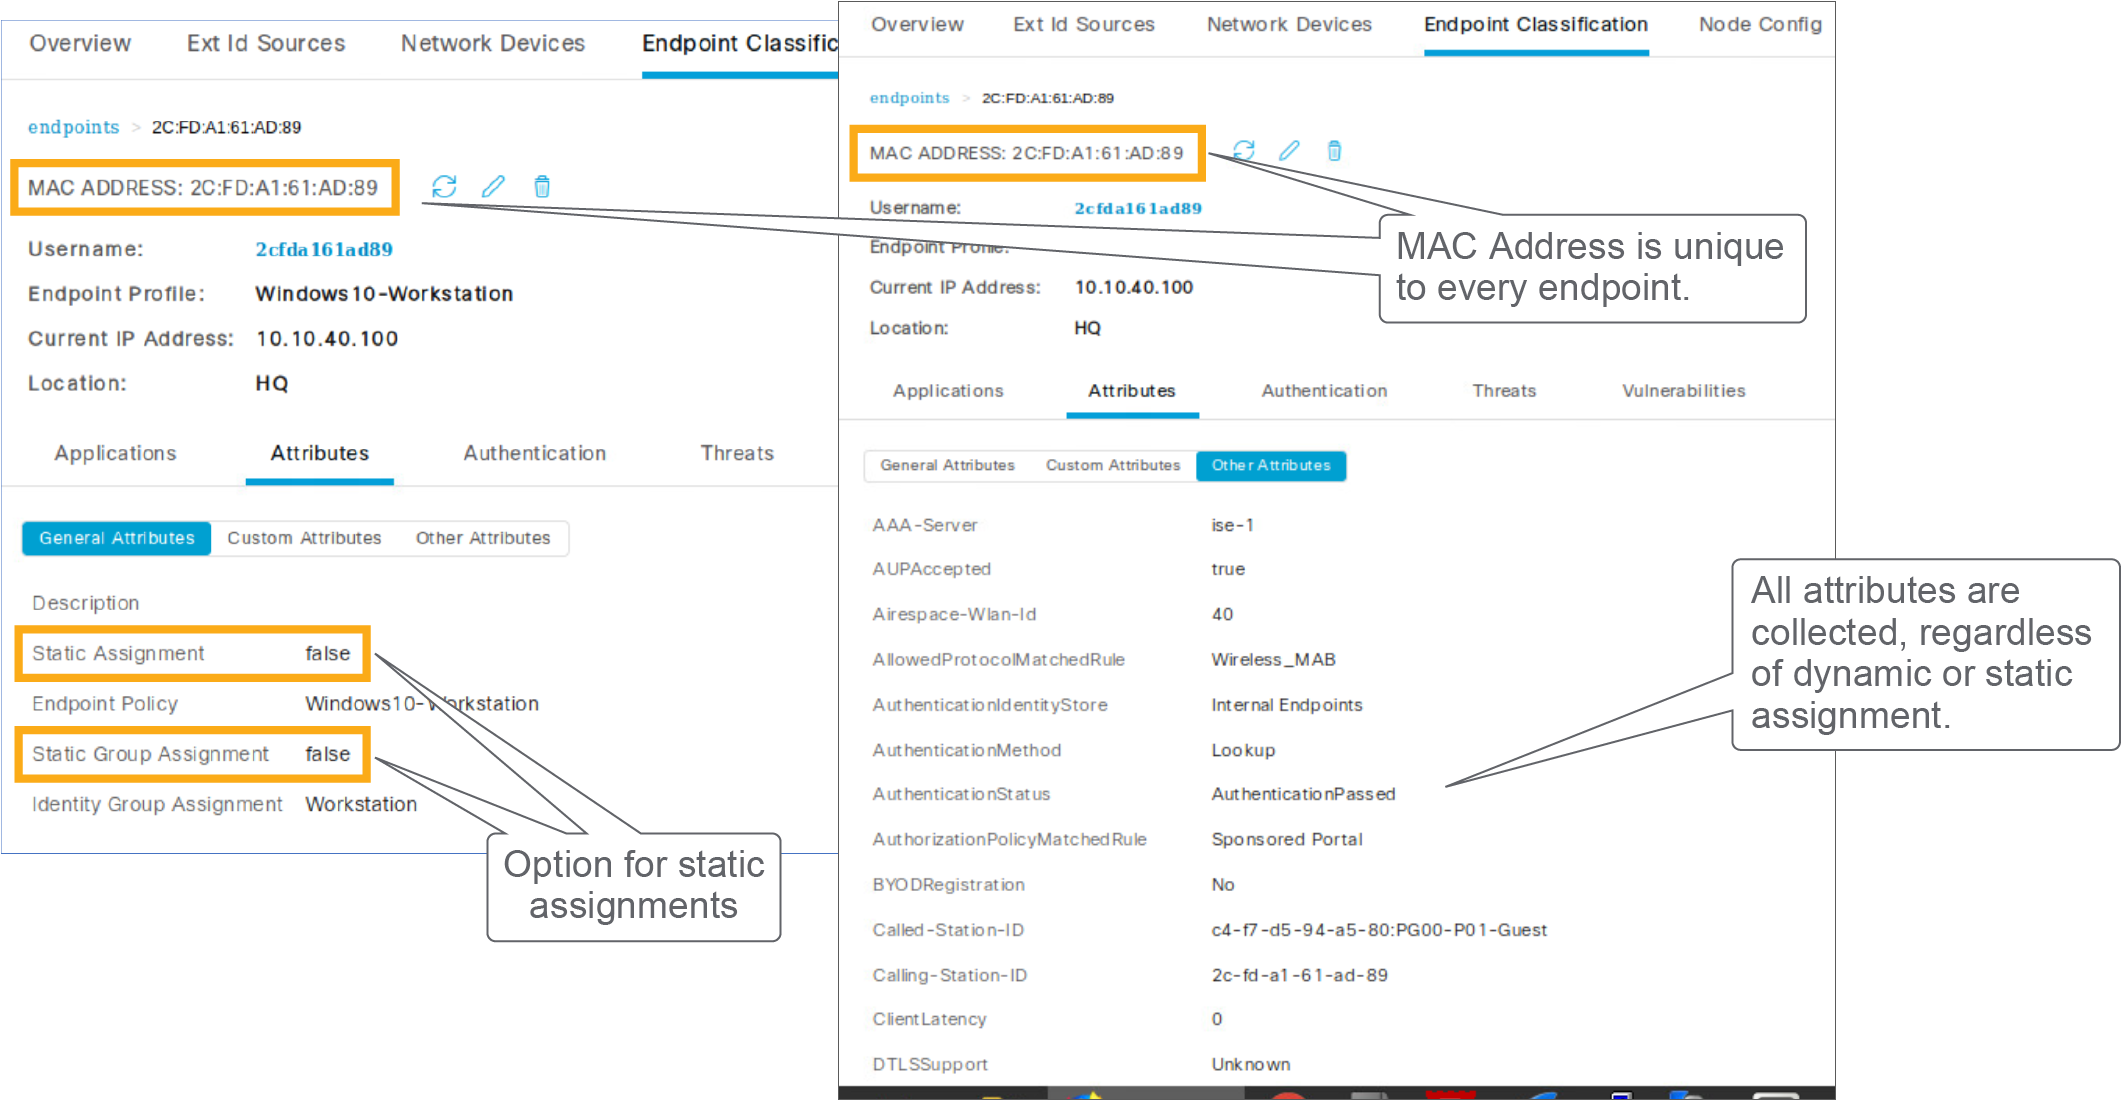 Overview Ext Id Sources Network Devices Endpoint Classific
endpoints > 2C:FD:A1:61:AD:89
MAC ADDRESS: 2C:FD:A1:61:AD:89
Username: 2cfda161ad89
Endpoint Profile: Windows10-Workstation
Current IP Address: 10.10.40.100
Location: HQ
Applications Attributes Authentication Threats
General Attributes Custom Attributes Other Attributes
Description
Static Assignment false
Endpoint Policy Windows10-Workstation
Static Group Assignment false
Identity Group Assignment Workstation
Option for static
assignments
Overview Ext Id Sources Network Devices Endpoint Classification Node Config
endpoints > 2C:FD:A1:61:AD:89
MAC ADDRESS: 2C:FD:A1:61:AD:89
Username: 2cfda161ad89
Endpoint Profile:
Current IP Address: 10.10.40.100
Location: HQ
MAC Address is unique
to every endpoint.
Applications Attributes Authentication Threats Vulnerabilities
General Attributes Custom Attributes Other Attributes
AAA-Server ise-1
AUPAccepted true
Airespace-Wlan-Id 40
AllowedProtocolMatchedRule Wireless_MAB
AuthenticationIdentityStore Internal Endpoints
AuthenticationMethod Lookup
AuthenticationStatus AuthenticationPassed
AuthorizationPolicyMatchedRule Sponsored Portal
BYODRegistration No
Called-Station-ID c4-f7-d5-94-a5-80:PG00-P01-Guest
Calling-Station-ID 2c-fd-a1-61-ad-89
ClientLatency 0
DTLSSupport Unknown
All attributes are
collected, regardless
of dynamic or static
assignment.